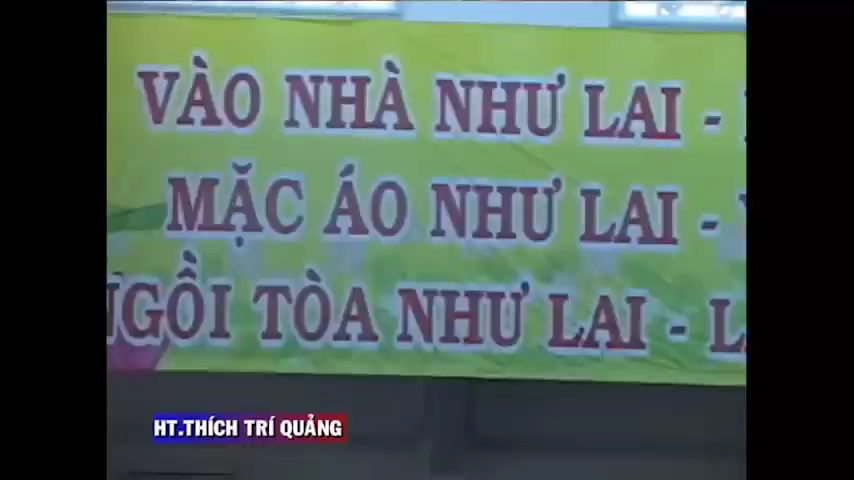 VÀO NHÀ NHƯ LAI -
MẶC ÁO NHƯ LAI -
NGỒI TÒA NHƯ LAI -
HT.THÍCH TRÍ QUẢNG